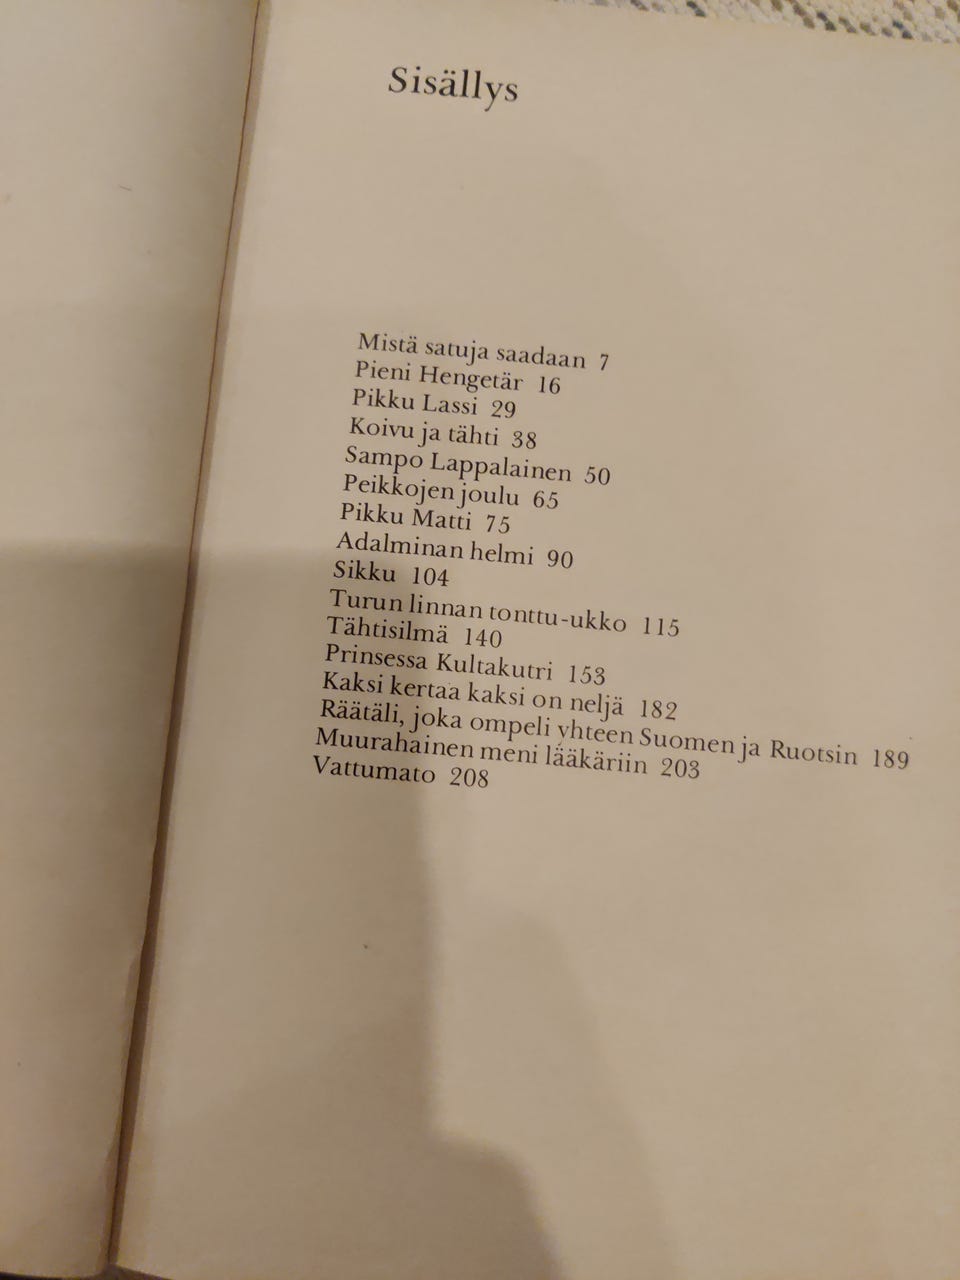 Sisällys
Mistä satuja saadaan 7
Pieni Hengetär 16
Pikku Lassi 29
Koivu ja tähti 38
Sampo Lappalainen 50
Peikkojen joulu 65
Pikku Matti 75
Adalminan helmi 90
Sikku 104
Turun linnan tonttu-ukko 115
Tähtisilmä 140
Prinsessa Kultakutri 153
Kaksi kertaa kaksi on neljä 182
Räätäli, joka ompeli yhteen Suomen ja Ruotsin 189
Muurahainen meni lääkäriin 203
Vattumato 208